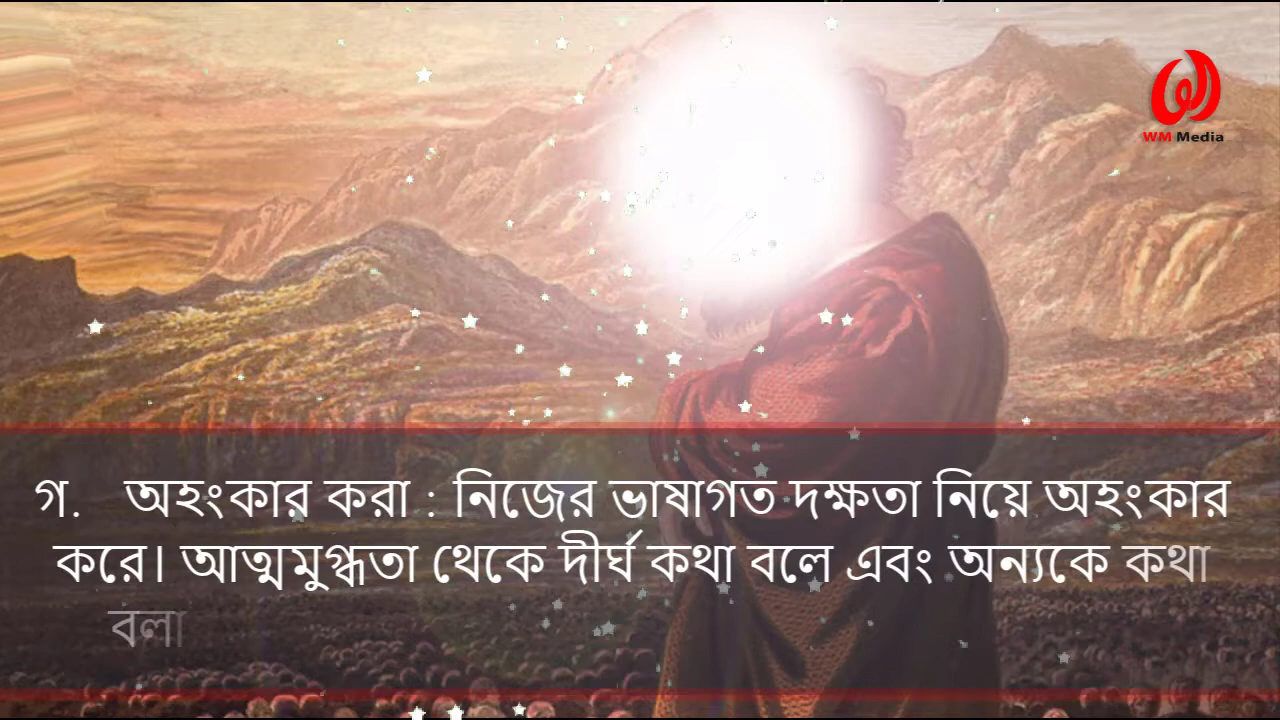 WM Media
গ. অহংকার করা : নিজের ভাষাগত দক্ষতা নিয়ে অহংকার
করে। আত্মমুগ্ধতা থেকে দীর্ঘ কথা বলে এবং অন্যকে কথা
বলা